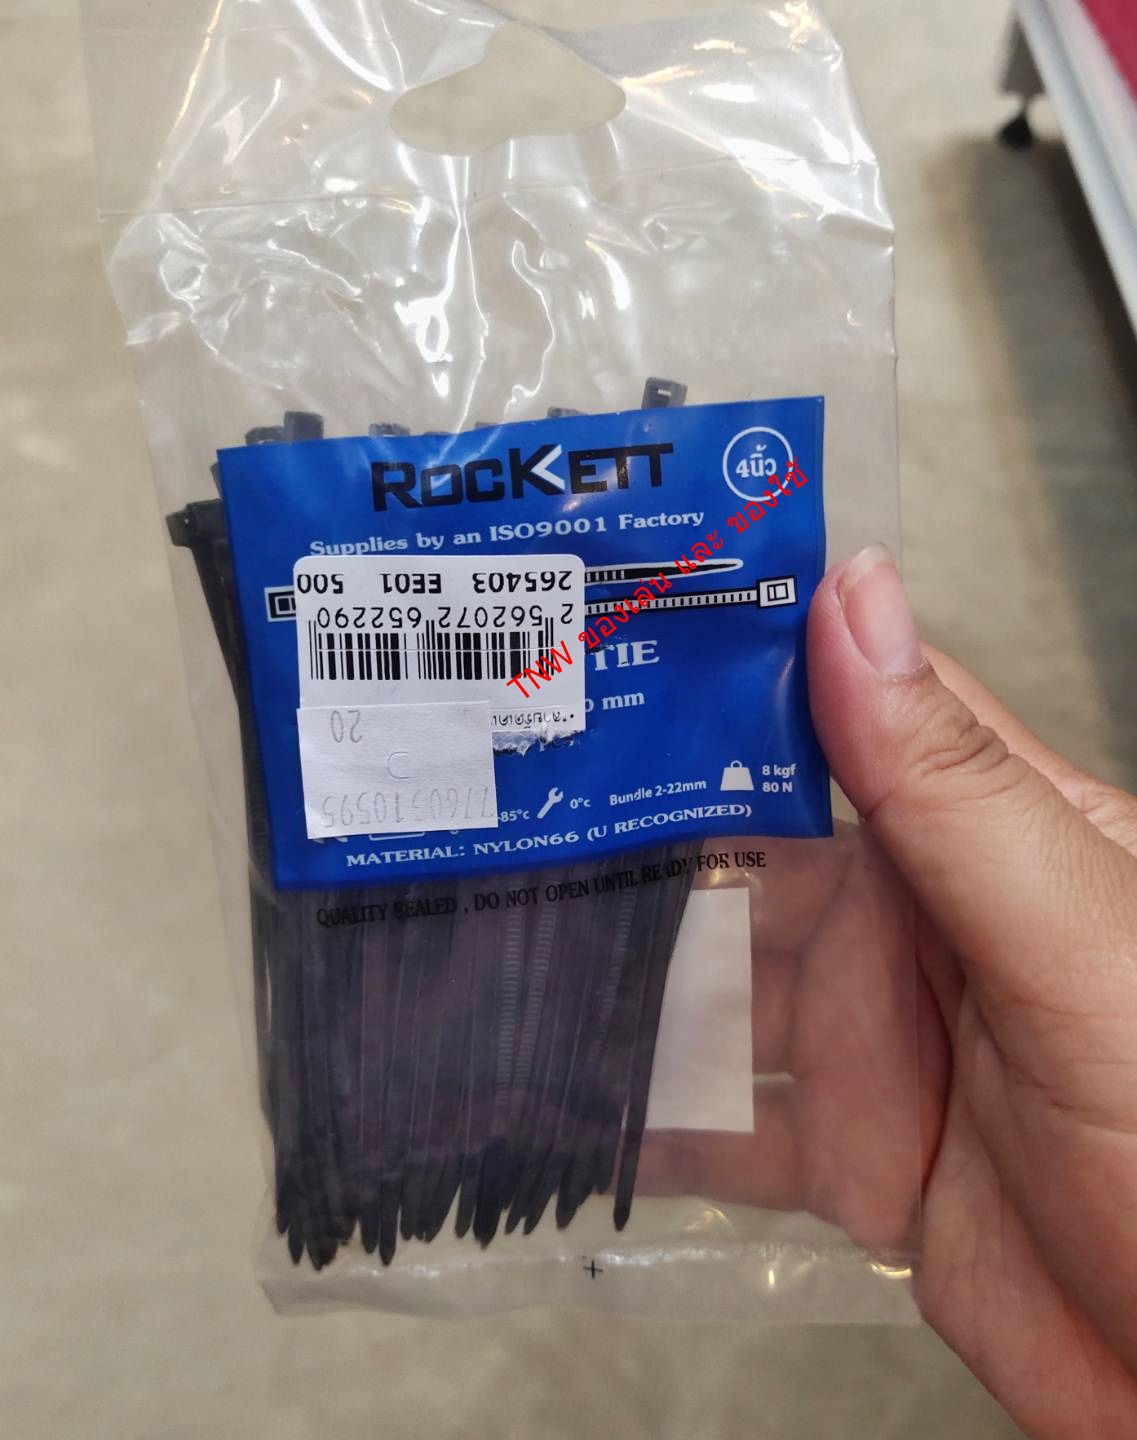 ROCKETT
4นิ้ว
Supplies by an ISO9001 Factory
265403 EE01 500
2 562072 652290
TIE
mm
20
7760510595
-85°c
0°c
Bundle 2-22mm
8 kgf
80 N
MATERIAL: NYLON66 (U RECOGNIZED)
QUALITY SEALED , DO NOT OPEN UNTIL READY FOR USE
TNW ของเล่น และ ของใช้